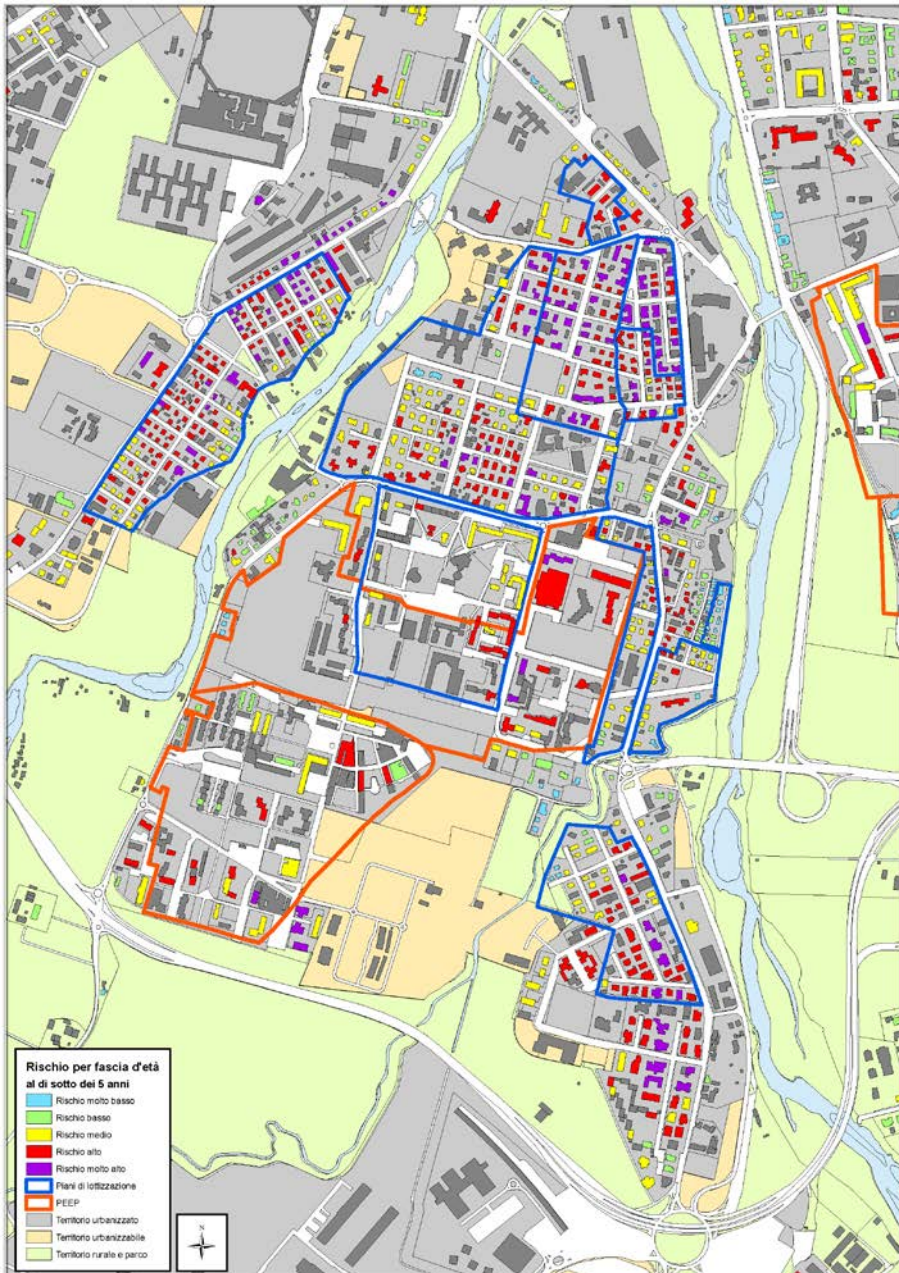 Rischio per fascia d'età
al di sotto dei 5 anni
Rischio molto basso
Rischio basso
Rischio medio
Rischio alto
Rischio molto alto
Piani di lottizzazione
PEEP
Territorio urbanizzato
Territorio urbanizzabile
Territorio rurale e parco
N